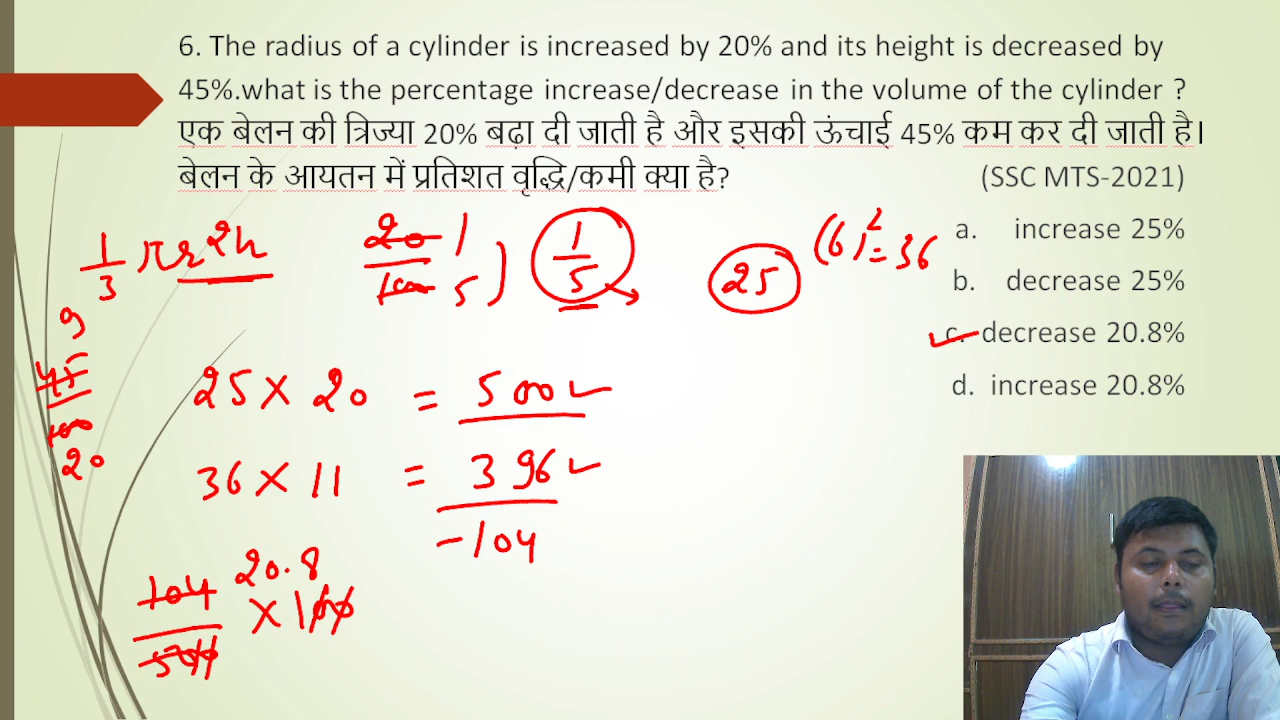 6. The radius of a cylinder is increased by 20% and its height is decreased by
45%.what is the percentage increase/decrease in the volume of the cylinder ?
एक बेलन की त्रिज्या 20% बढ़ा दी जाती है और इसकी ऊंचाई 45% कम कर दी जाती है।
बेलन के आयतन में प्रतिशत वृद्धि/कमी क्या है? (SSC MTS-2021)
a. increase 25%
b. decrease 25%
c. decrease 20.8%
d. increase 20.8%
1/3 πr²h
20/100 1/5 ) 1/5
25
(6)² = 36
9
45/100
20
25 × 20 = 500
36 × 11 = 396
-104
20.8
104/500 × 100